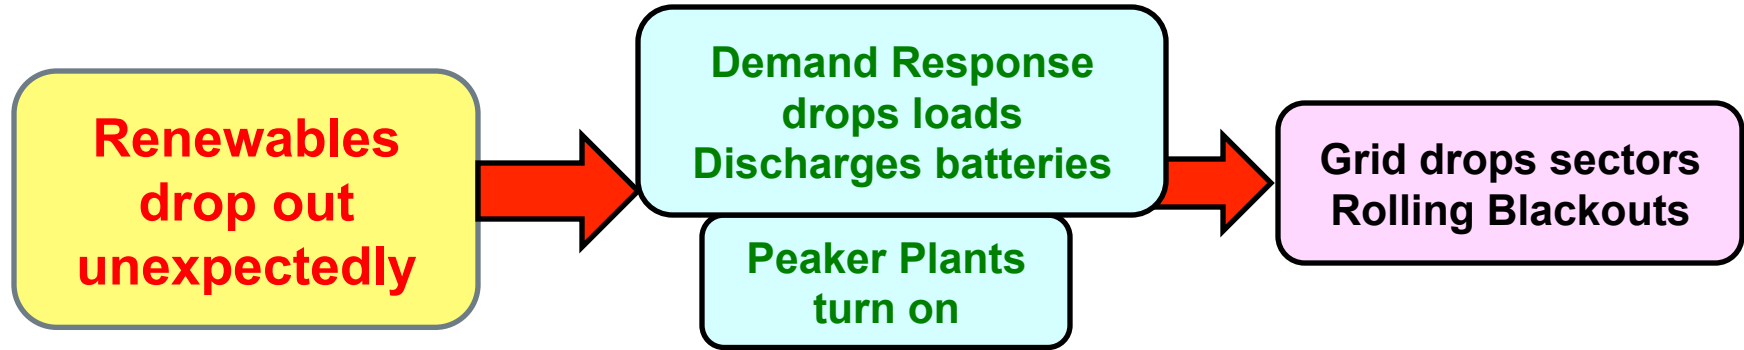 Renewables
drop out
unexpectedly
Demand Response
drops loads
Discharges batteries
Peaker Plants
turn on
Grid drops sectors
Rolling Blackouts